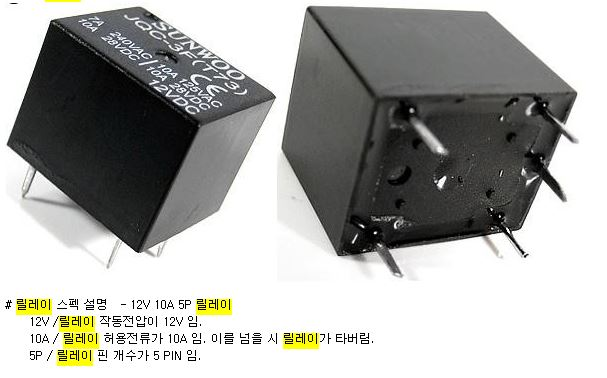 SUNWOO
JQC-3F(T73)
7A 240VAC 10A 125VAC
10A 28VDC 10A 28VDC
CE
12VDC
# 릴레이 스펙 설명 - 12V 10A 5P 릴레이
12V /릴레이 작동전압이 12V 임.
10A / 릴레이 허용전류가 10A 임. 이를 넘을 시 릴레이가 타버림.
5P / 릴레이 핀 개수가 5 PIN 임.